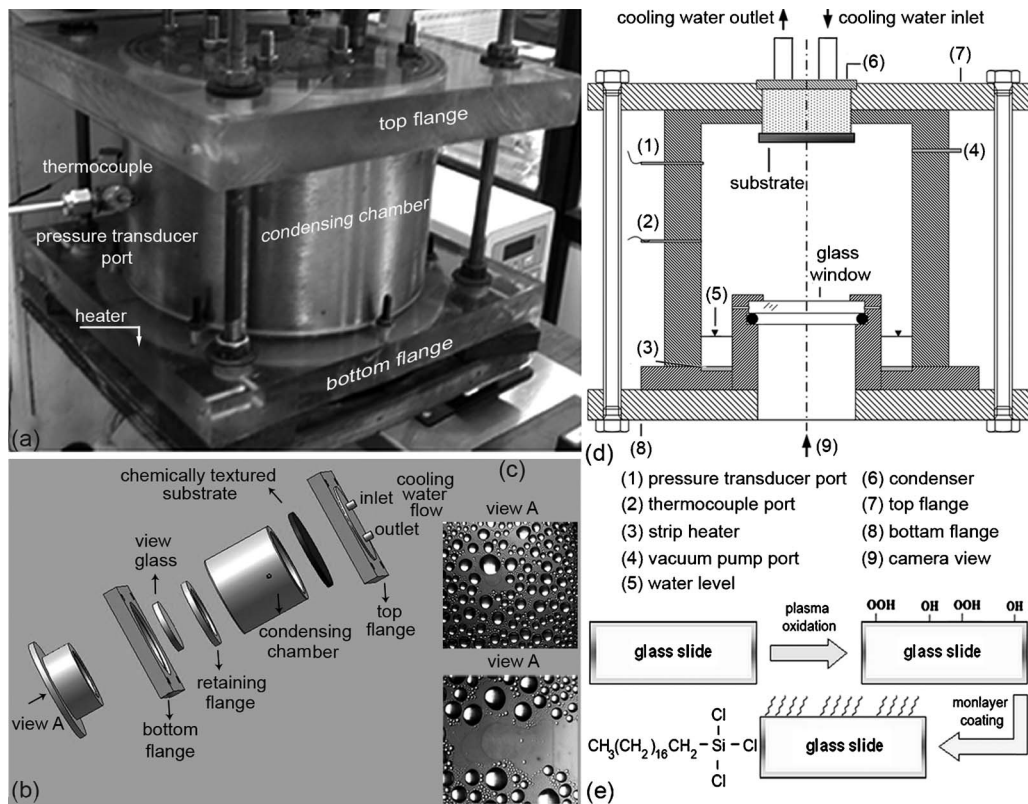 top flange
thermocouple
condensing chamber
pressure transducer
port
heater
bottom flange
(a)
cooling water outlet
cooling water inlet
(6)
(7)
(1)
(4)
substrate
(2)
glass
window
(5)
(3)
(8)
(9)
(d)
(1) pressure transducer port
(2) thermocouple port
(3) strip heater
(4) vacuum pump port
(5) water level
(6) condenser
(7) top flange
(8) bottam flange
(9) camera view
chemically textured
substrate
inlet
cooling
water
flow
outlet
view
glass
top
flange
condensing
chamber
retaining
flange
view A
bottom
flange
(b)
(c)
view A
view A
glass slide
plasma
oxidation
OOH OH OOH OH
glass slide
monolayer
coating
Cl
CH3(CH2)16CH2–Si Cl
Cl
glass slide
(e)